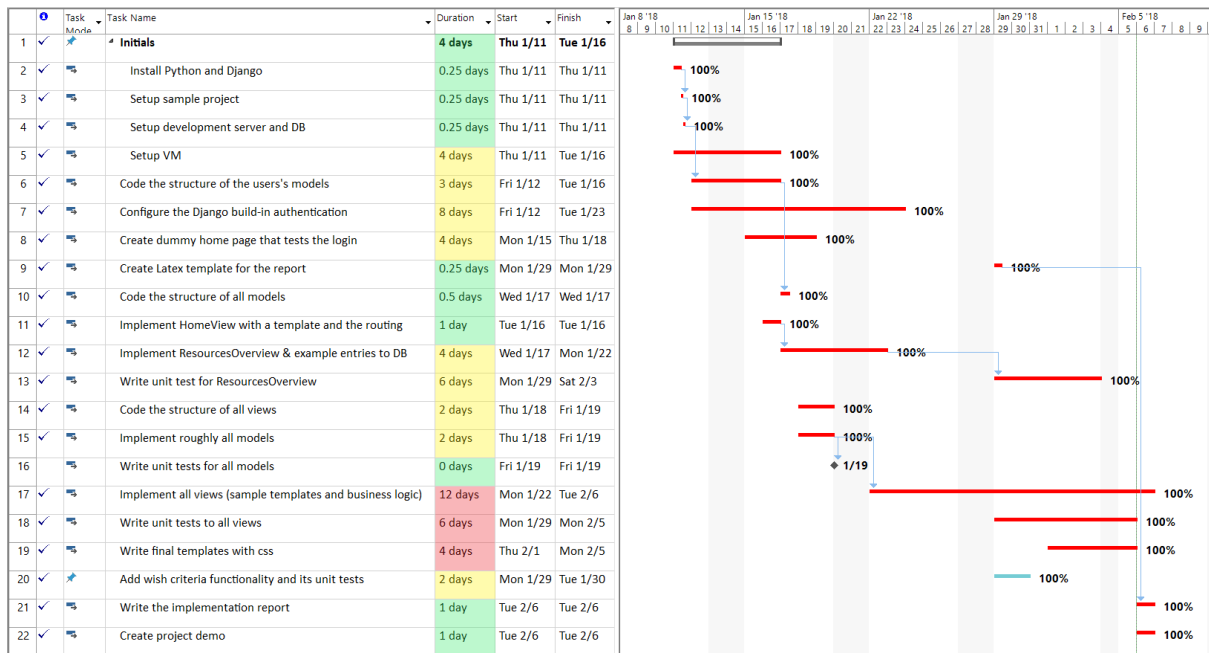 Task Mode Task Name Duration Start Finish Jan 8 '18 Jan 15 '18 Jan 22 '18 Jan 29 '18 Feb 5 '18
8 9 10 11 12 13 14 15 16 17 18 19 20 21 22 23 24 25 26 27 28 29 30 31 1 2 3 4 5 6 7 8 9
1 Initials 4 days Thu 1/11 Tue 1/16
2 Install Python and Django 0.25 days Thu 1/11 Thu 1/11 100%
3 Setup sample project 0.25 days Thu 1/11 Thu 1/11 100%
4 Setup development server and DB 0.25 days Thu 1/11 Thu 1/11 100%
5 Setup VM 4 days Thu 1/11 Tue 1/16 100%
6 Code the structure of the users's models 3 days Fri 1/12 Tue 1/16 100%
7 Configure the Django build-in authentication 8 days Fri 1/12 Tue 1/23 100%
8 Create dummy home page that tests the login 4 days Mon 1/15 Thu 1/18 100%
9 Create Latex template for the report 0.25 days Mon 1/29 Mon 1/29 100%
10 Code the structure of all models 0.5 days Wed 1/17 Wed 1/17 100%
11 Implement HomeView with a template and the routing 1 day Tue 1/16 Tue 1/16 100%
12 Implement ResourcesOverview & example entries to DB 4 days Wed 1/17 Mon 1/22 100%
13 Write unit test for ResourcesOverview 6 days Mon 1/29 Sat 2/3 100%
14 Code the structure of all views 2 days Thu 1/18 Fri 1/19 100%
15 Implement roughly all models 2 days Thu 1/18 Fri 1/19 100%
16 Write unit tests for all models 0 days Fri 1/19 Fri 1/19 1/19
17 Implement all views (sample templates and business logic) 12 days Mon 1/22 Tue 2/6 100%
18 Write unit tests to all views 6 days Mon 1/29 Mon 2/5 100%
19 Write final templates with css 4 days Thu 2/1 Mon 2/5 100%
20 Add wish criteria functionality and its unit tests 2 days Mon 1/29 Tue 1/30 100%
21 Write the implementation report 1 day Tue 2/6 Tue 2/6 100%
22 Create project demo 1 day Tue 2/6 Tue 2/6 100%